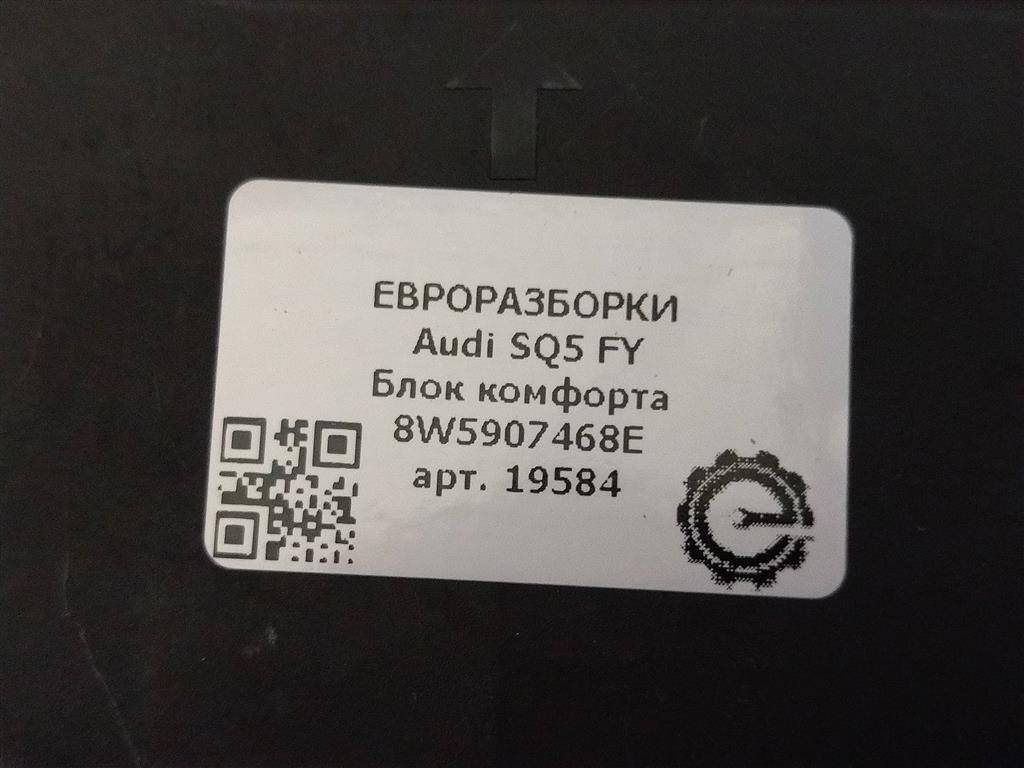 ЕВРОРАЗБОРКИ
Audi SQ5 FY
Блок комфорта
8W5907468E
арт. 19584